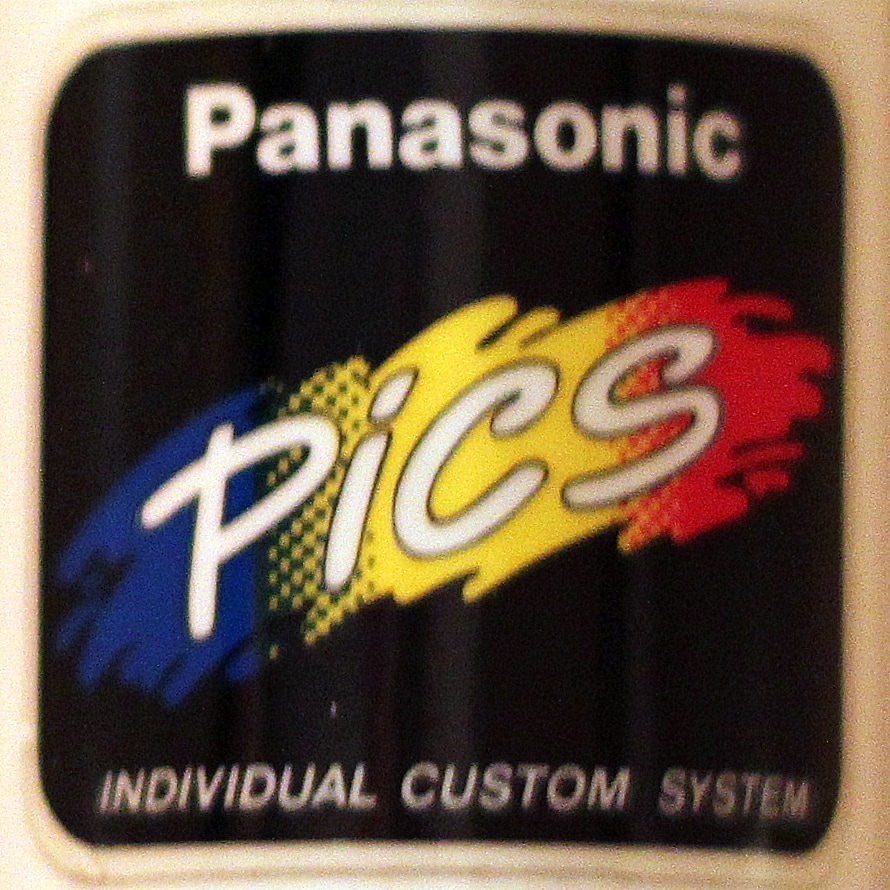 Panasonic
PiCS
INDIVIDUAL CUSTOM SYSTEM